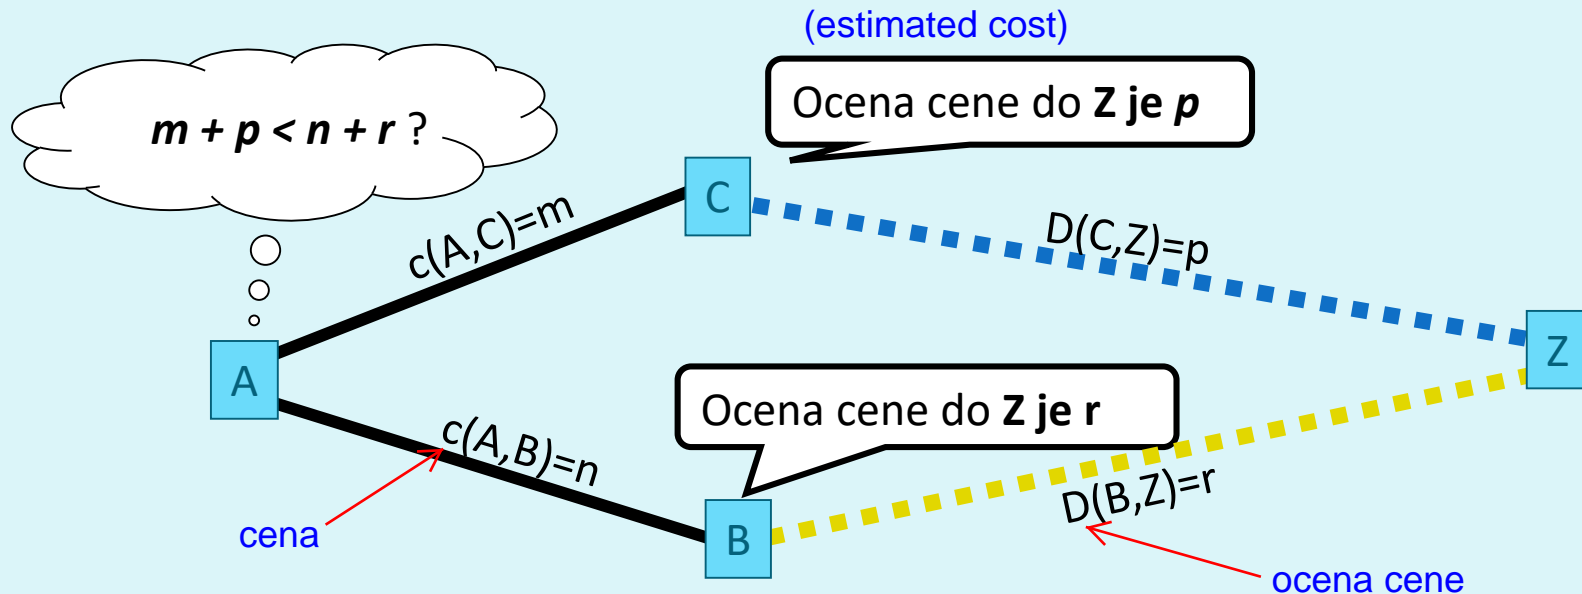 (estimated cost)
Ocena cene do Z je p
m + p < n + r ?
C
c(A,C)=m
D(C,Z)=p
A
Z
Ocena cene do Z je r
c(A,B)=n
D(B,Z)=r
cena
B
ocena cene